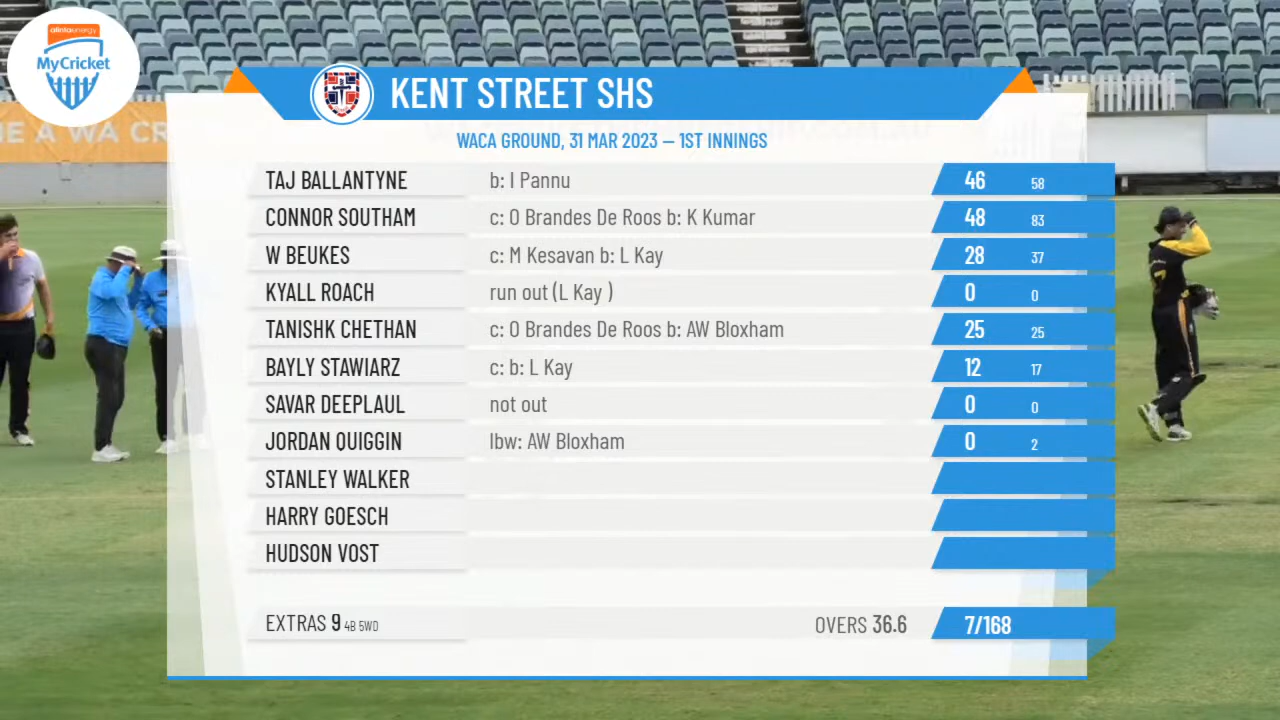 alintaenergy
MyCricket
KENT STREET SHS
WACA GROUND, 31 MAR 2023 – 1ST INNINGS
TAJ BALLANTYNE b: I Pannu 46 58
CONNOR SOUTHAM c: O Brandes De Roos b: K Kumar 48 83
W BEUKES c: M Kesavan b: L Kay 28 37
KYALL ROACH run out (L Kay ) 0 0
TANISHK CHETHAN c: O Brandes De Roos b: AW Bloxham 25 25
BAYLY STAWIARZ c: b: L Kay 12 17
SAVAR DEEPLAUL not out 0 0
JORDAN QUIGGIN lbw: AW Bloxham 0 2
STANLEY WALKER
HARRY GOESCH
HUDSON VOST
EXTRAS 9 4B 5WD OVERS 36.6 7/168
E A WA CR
7